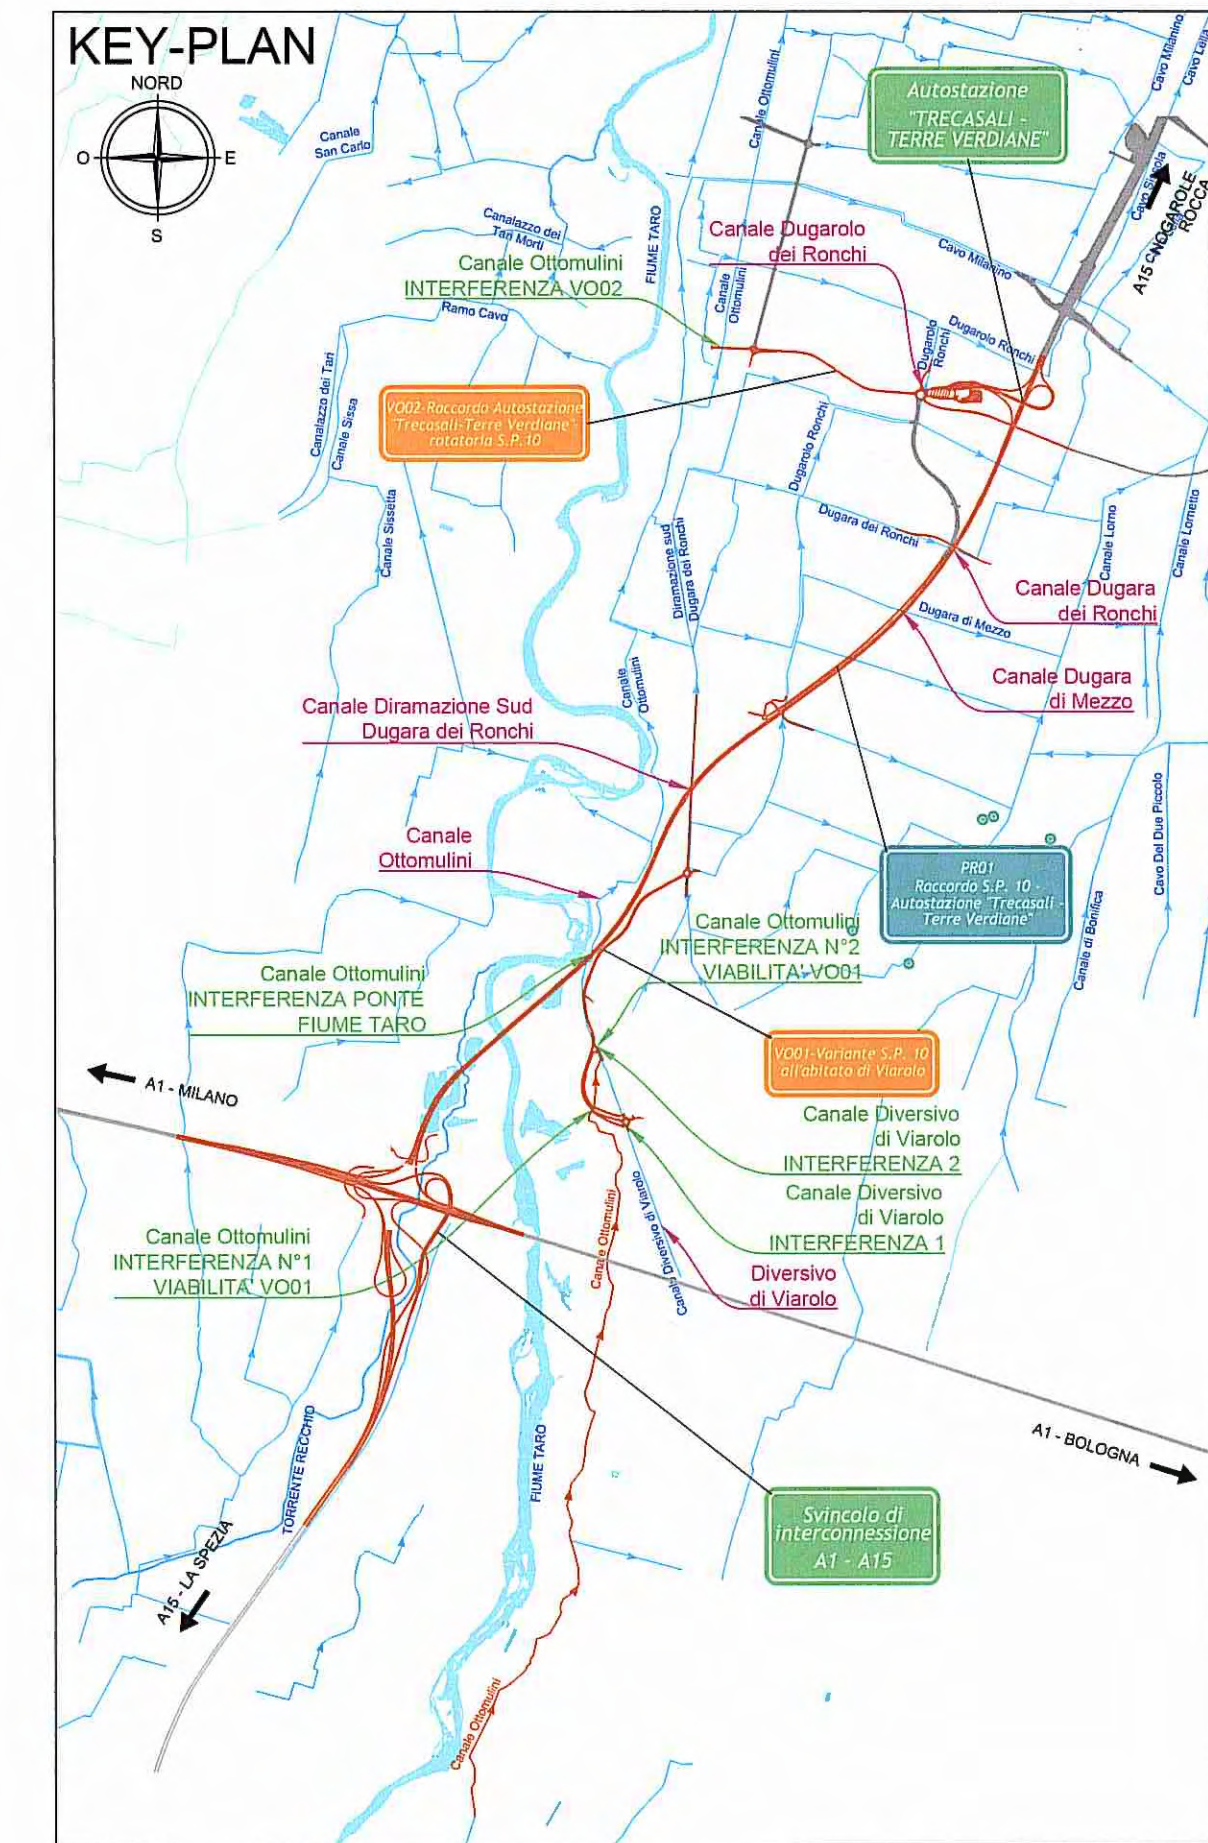 KEY-PLAN
NORD
O
E
S
Canale
San Carlo
Canale Ottomulini
Autostazione
"TRECASALI -
TERRE VERDIANE"
Cavo Milanino
Cavo Sissola
A15 - NOGAROLE
ROCCA
Canalazzo dei
Tari Morti
FIUME TARO
Canale Dugarolo
dei Ronchi
Cavo Milanino
Canale Ottomulini
INTERFERENZA VO02
Canale
Ottomulini
Ramo Cavo
Dugarolo
Ronchi
Dugarolo Ronchi
Canalazzo dei Tari
Canale Sissa
VO02-Raccordo Autostazione
"Trecasali-Terre Verdiane"
rotatoria S.P.10
Dugarolo Ronchi
Canale Sissetta
Diramazione sud
Dugara dei Ronchi
Dugara dei Ronchi
Canale Lorno
Canale Lornetto
Canale Dugara
dei Ronchi
Dugara di Mezzo
Canale Dugara
di Mezzo
Canale
Ottomulini
Canale Diramazione Sud
Dugara dei Ronchi
Canale
Ottomulini
Cavo Del Due Piccolo
PR01
Raccordo S.P. 10 -
Autostazione "Trecasali -
Terre Verdiane"
Canale di Bonifica
Canale Ottomulini
INTERFERENZA N°2
VIABILITA' VO01
Canale Ottomulini
INTERFERENZA PONTE
FIUME TARO
VO01-Variante S.P. 10
all'abitato di Viarolo
A1 - MILANO
Canale Diversivo
di Viarolo
INTERFERENZA 2
Canale Diversivo
di Viarolo
INTERFERENZA 1
Canale Ottomulini
Canale Diversivo di Viarolo
Diversivo
di Viarolo
Canale Ottomulini
INTERFERENZA N°1
VIABILITA' VO01
TORRENTE RECCHIO
FIUME TARO
A1 - BOLOGNA
Svincolo di
interconnessione
A1 - A15
A15 - LA SPEZIA
Canale Ottomulini